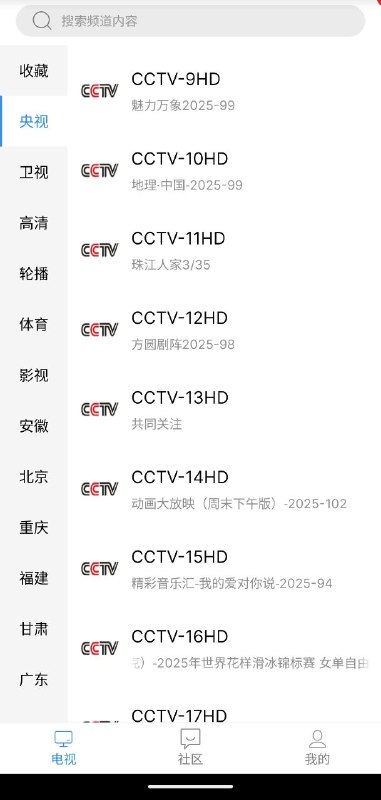 搜索频道内容
收藏
央视
卫视
高清
轮播
体育
影视
安徽
北京
重庆
福建
甘肃
广东
CCTV
CCTV-9HD
魅力万象2025-99
CCTV
CCTV-10HD
地理·中国-2025-99
CCTV
CCTV-11HD
珠江人家3/35
CCTV
CCTV-12HD
方圆剧阵2025-98
CCTV
CCTV-13HD
共同关注
CCTV
CCTV-14HD
动画大放映（周末下午版）-2025-102
CCTV
CCTV-15HD
精彩音乐汇-我的爱对你说-2025-94
CCTV
CCTV-16HD
）-2025年世界花样滑冰锦标赛 女单自由
CCTV
CCTV-17HD
电视
社区
我的